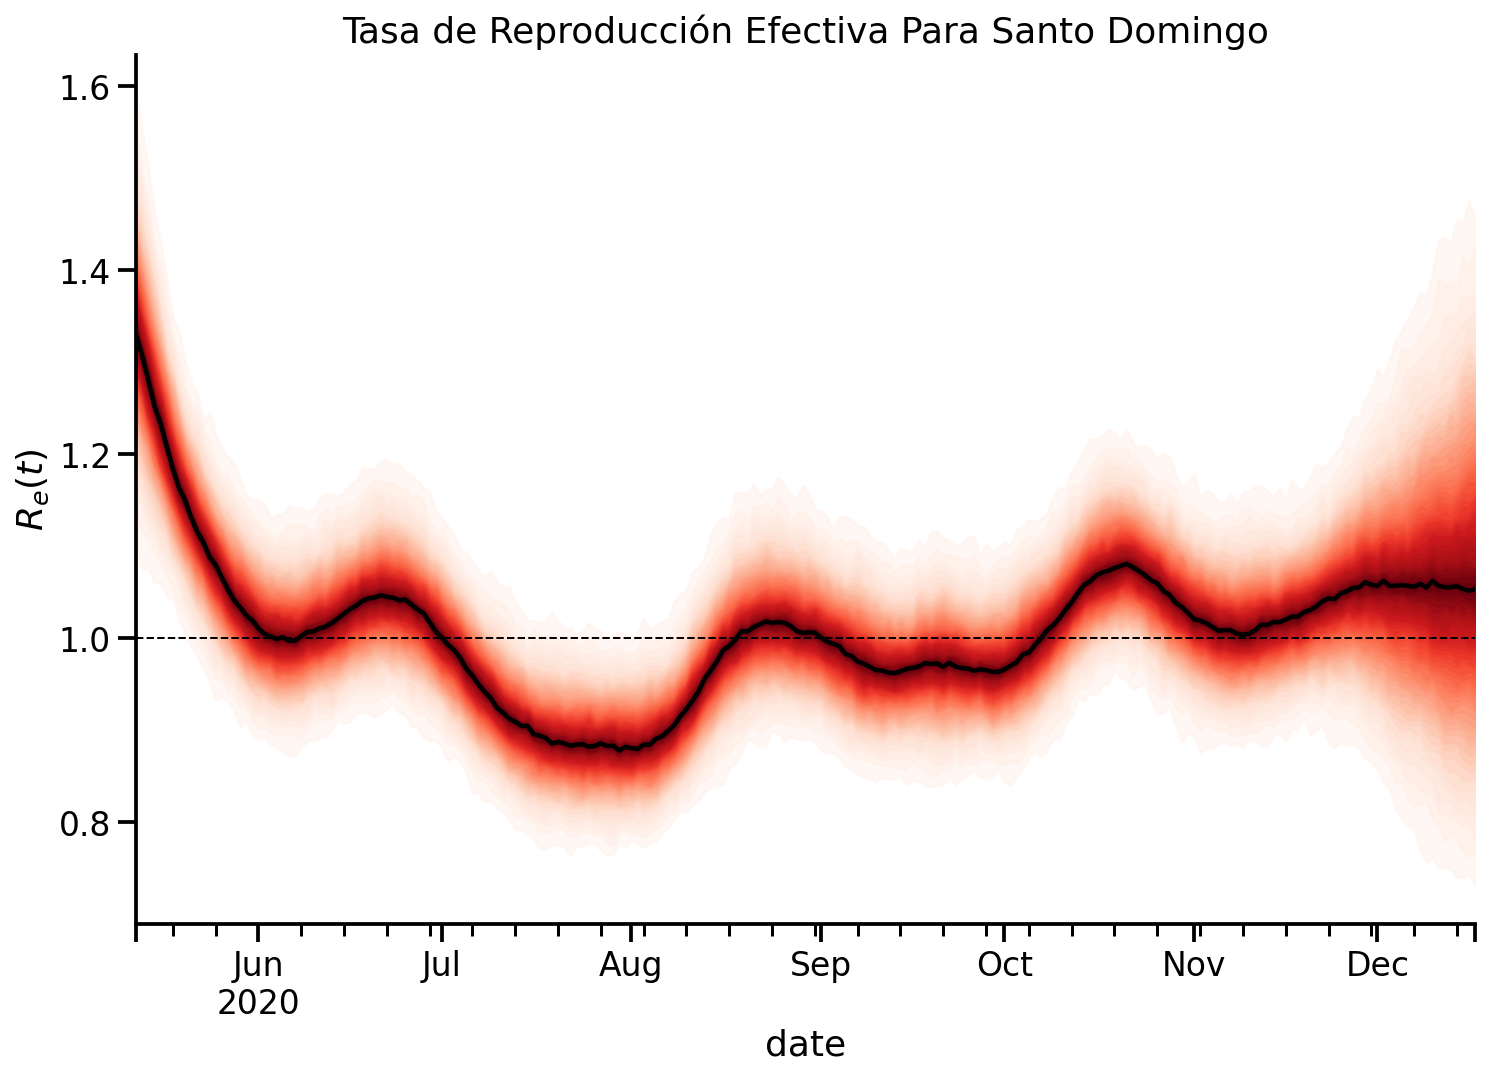 Tasa de Reproducción Efectiva Para Santo Domingo
1.6
1.4
1.2
1.0
0.8
R_e(t)
Jun Jul Aug Sep Oct Nov Dec
2020
date